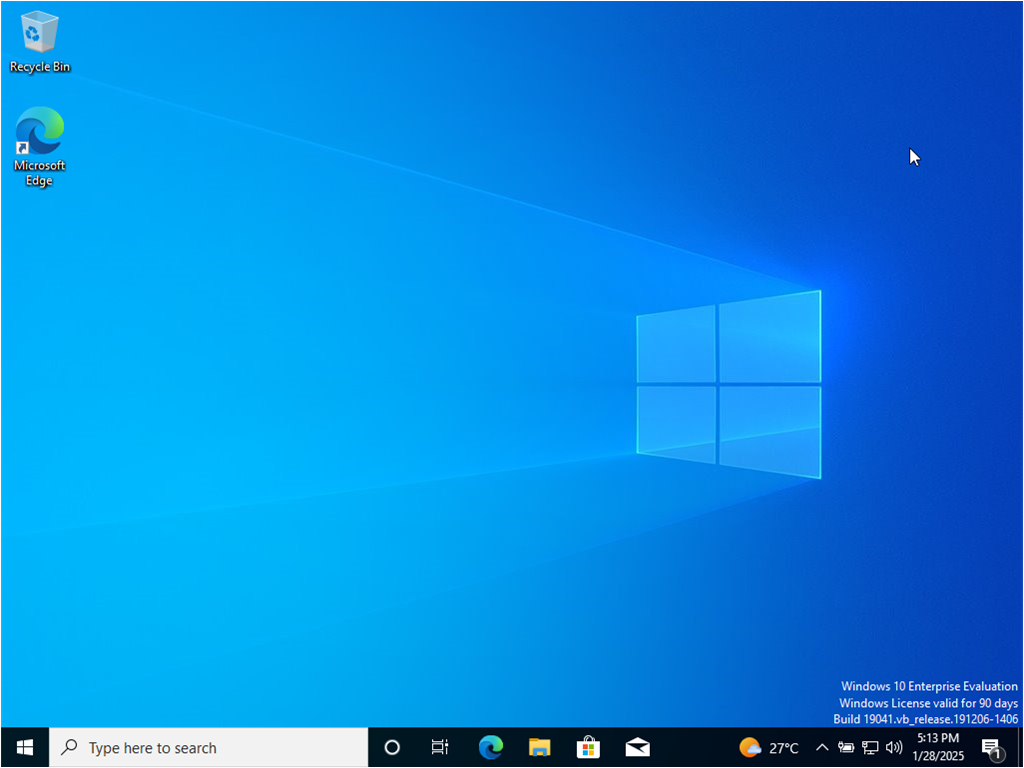 Recycle Bin
Microsoft
Edge
Windows 10 Enterprise Evaluation
Windows License valid for 90 days
Build 19041.vb_release.191206-1406
Type here to search
27°C
5:13 PM
1/28/2025
1